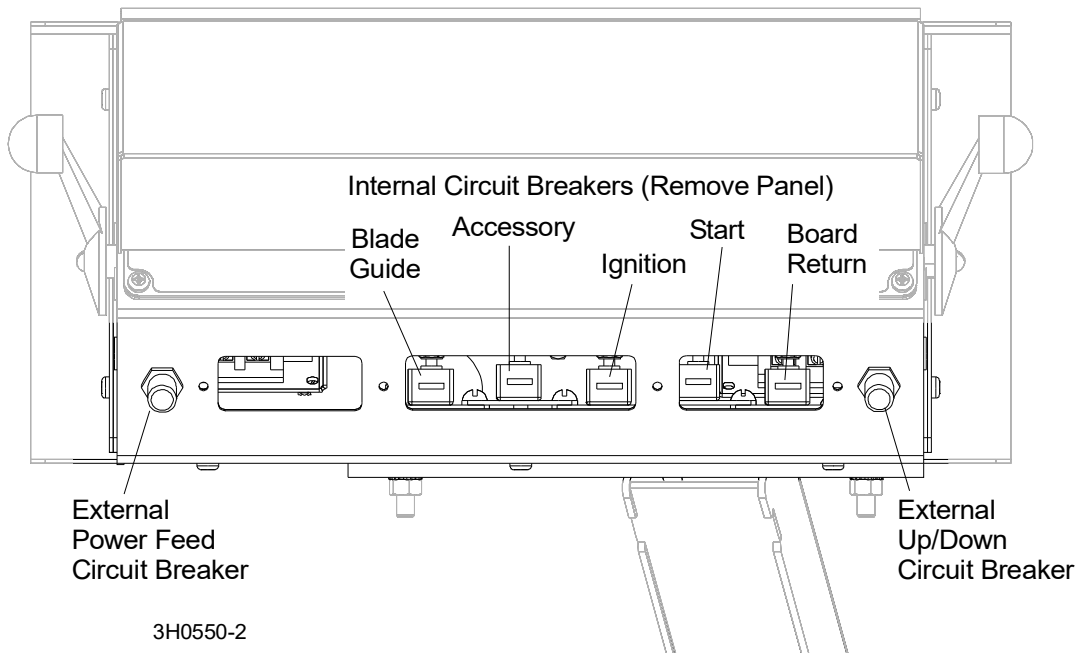 Internal Circuit Breakers (Remove Panel)
Blade
Guide
Accessory
Ignition
Start
Board
Return
External
Power Feed
Circuit Breaker
External
Up/Down
Circuit Breaker
3H0550-2